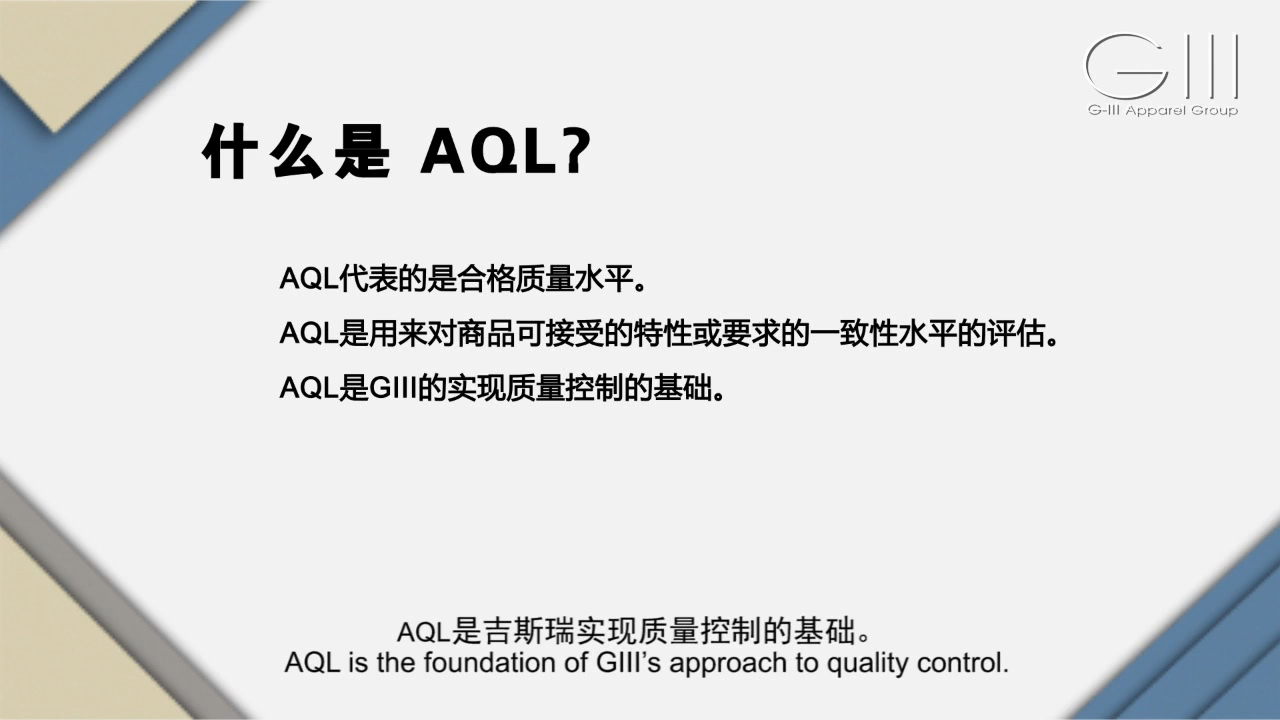 GIII
G-III Apparel Group
什么是 AQL?
AQL代表的是合格质量水平。
AQL是用来对商品可接受的特性或要求的一致性水平的评估。
AQL是GIII的实现质量控制的基础。
AQL是吉斯瑞实现质量控制的基础。
AQL is the foundation of GIII’s approach to quality control.